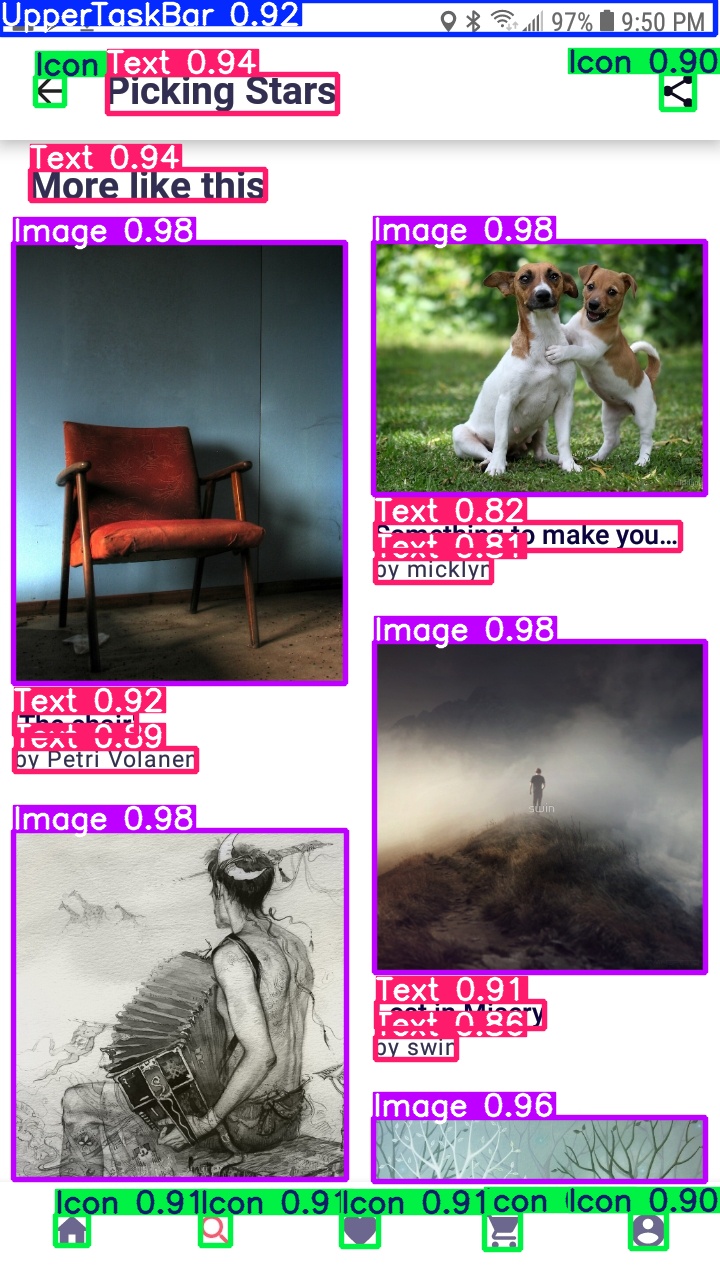 UpperTaskBar 0.92
97% 9:50 PM
Icon
Text 0.94
Icon 0.90
Picking Stars
Text 0.94
More like this
Image 0.98
Image 0.98
Text 0.82
to make you...
Text 0.81
by micklyn
Image 0.98
swin
Text 0.92
The chair
Text 0.89
by Petri Volanen
Image 0.98
Text 0.91
Lost in Misery
Text 0.86
by swin
Image 0.96
Icon 0.91
Icon 0.91
Icon 0.91
Icon 0.90